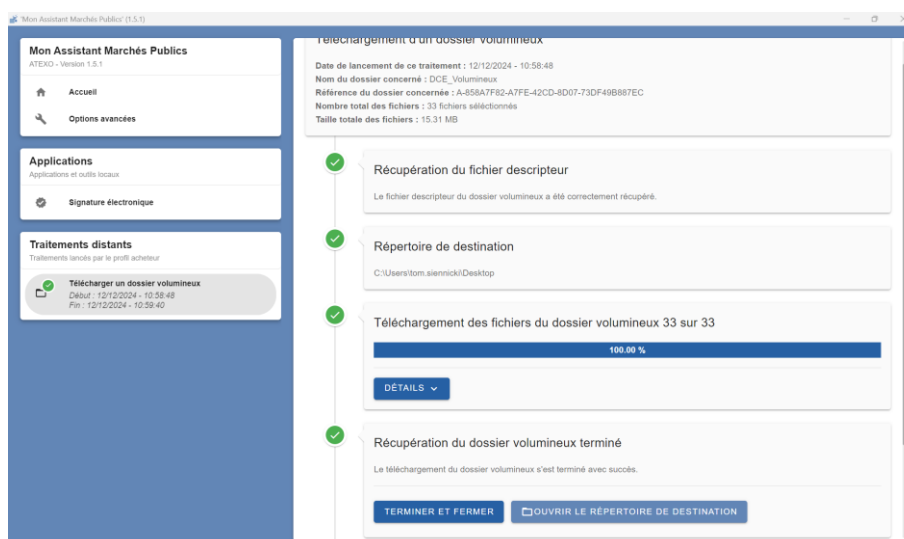 'Mon Assistant Marchés Publics' (1.5.1)
Mon Assistant Marchés Publics
ATEXO - Version 1.5.1
Accueil
Options avancées
Applications
Applications et outils locaux
Signature électronique
Traitements distants
Traitements lancés par le profil acheteur
Télécharger un dossier volumineux
Début : 12/12/2024 - 10:58:48
Fin : 12/12/2024 - 10:59:40
Téléchargement d'un dossier volumineux
Date de lancement de ce traitement : 12/12/2024 - 10:58:48
Nom du dossier concerné : DCE_Volumineux
Référence du dossier concernée : A-858A7F82-A7FE-42CD-8D07-73DF49B887EC
Nombre total des fichiers : 33 fichiers séléctionnés
Taille totale des fichiers : 15.31 MB
Récupération du fichier descripteur
Le fichier descripteur du dossier volumineux a été correctement récupéré.
Répertoire de destination
C:\Users\tom.siennicki\Desktop
Téléchargement des fichiers du dossier volumineux 33 sur 33
100.00 %
DÉTAILS
Récupération du dossier volumineux terminé
Le téléchargement du dossier volumineux s'est terminé avec succès.
TERMINER ET FERMER
OUVRIR LE RÉPERTOIRE DE DESTINATION